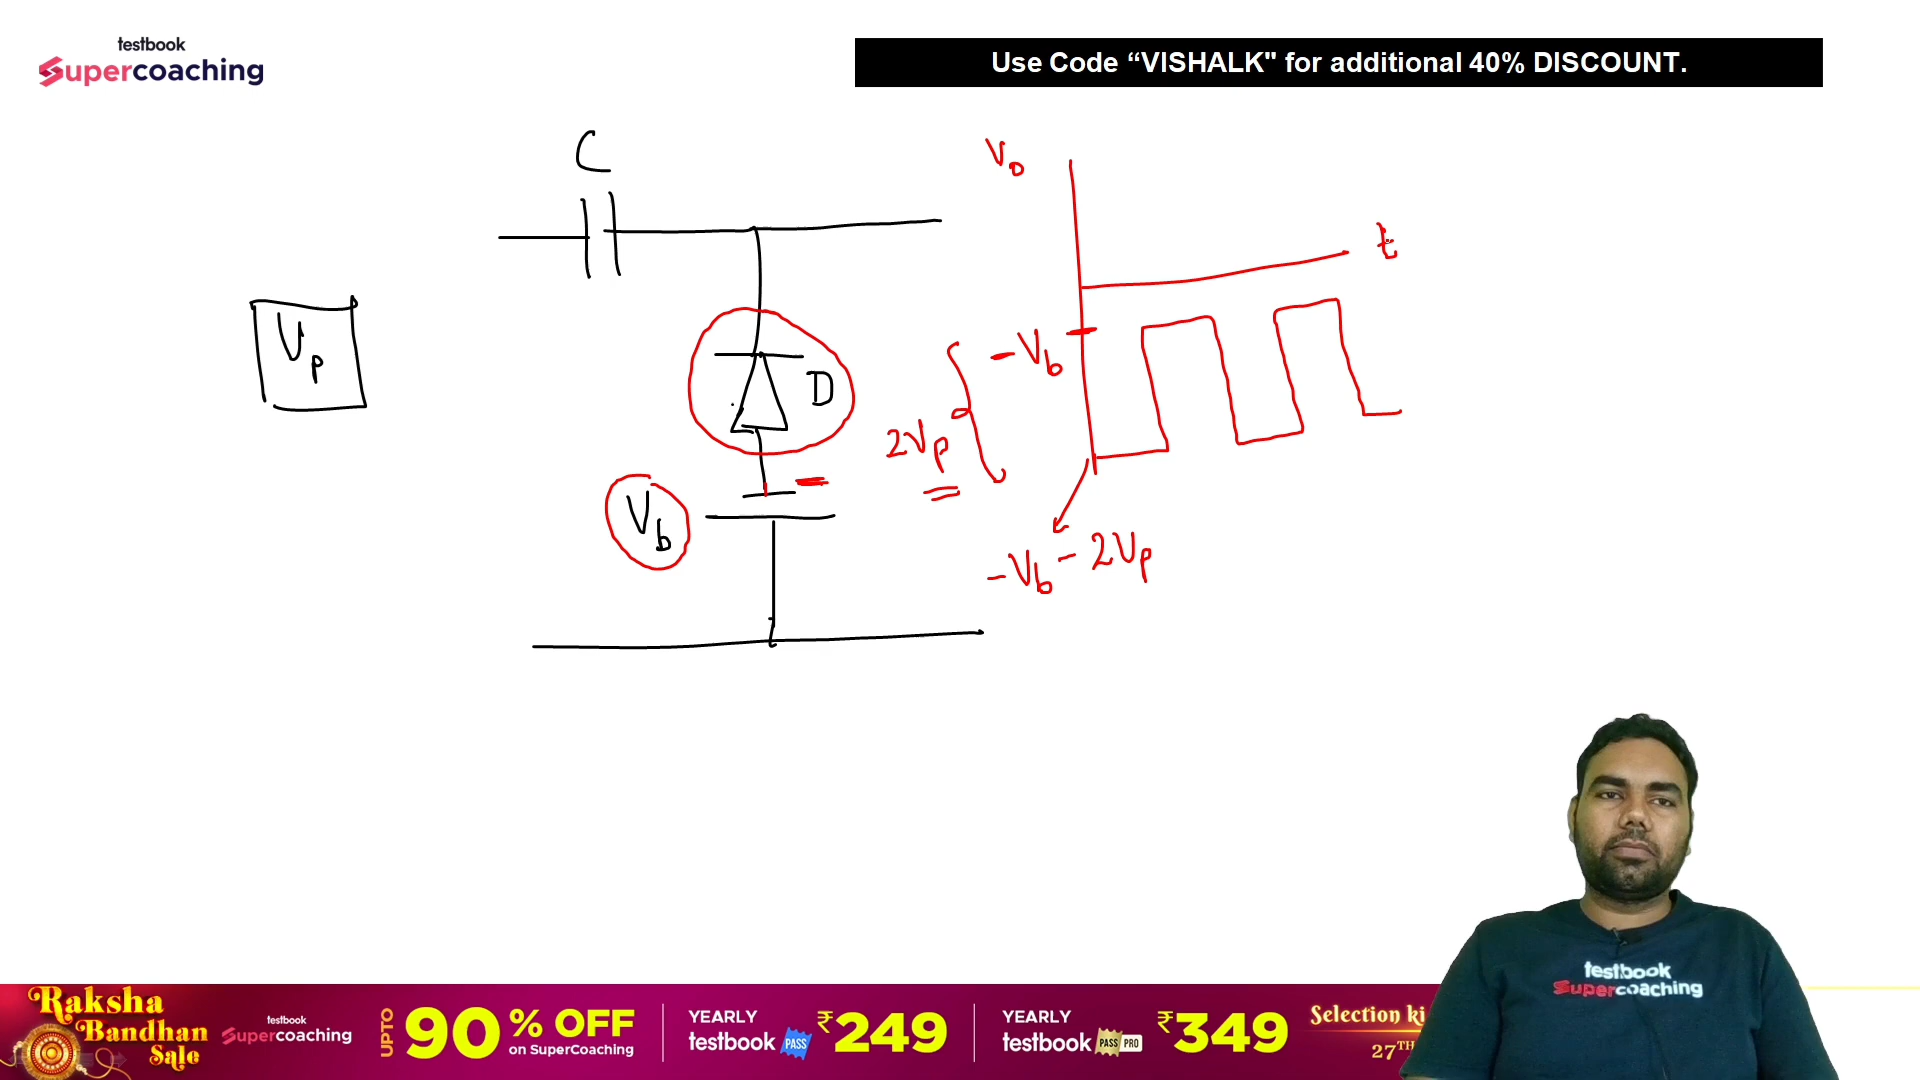 testbook
Supercoaching
Use Code “VISHALK" for additional 40% DISCOUNT.
C
V₀
t
Vp
D
-Vb
2Vp
Vb
-Vb - 2Vp
testbook
Supercoaching
Raksha
Bandhan
Sale
testbook
Supercoaching
UPTO
90% OFF
on SuperCoaching
YEARLY
testbook PASS
₹249
YEARLY
testbook PASS PRO
₹349
Selection ki
27TH